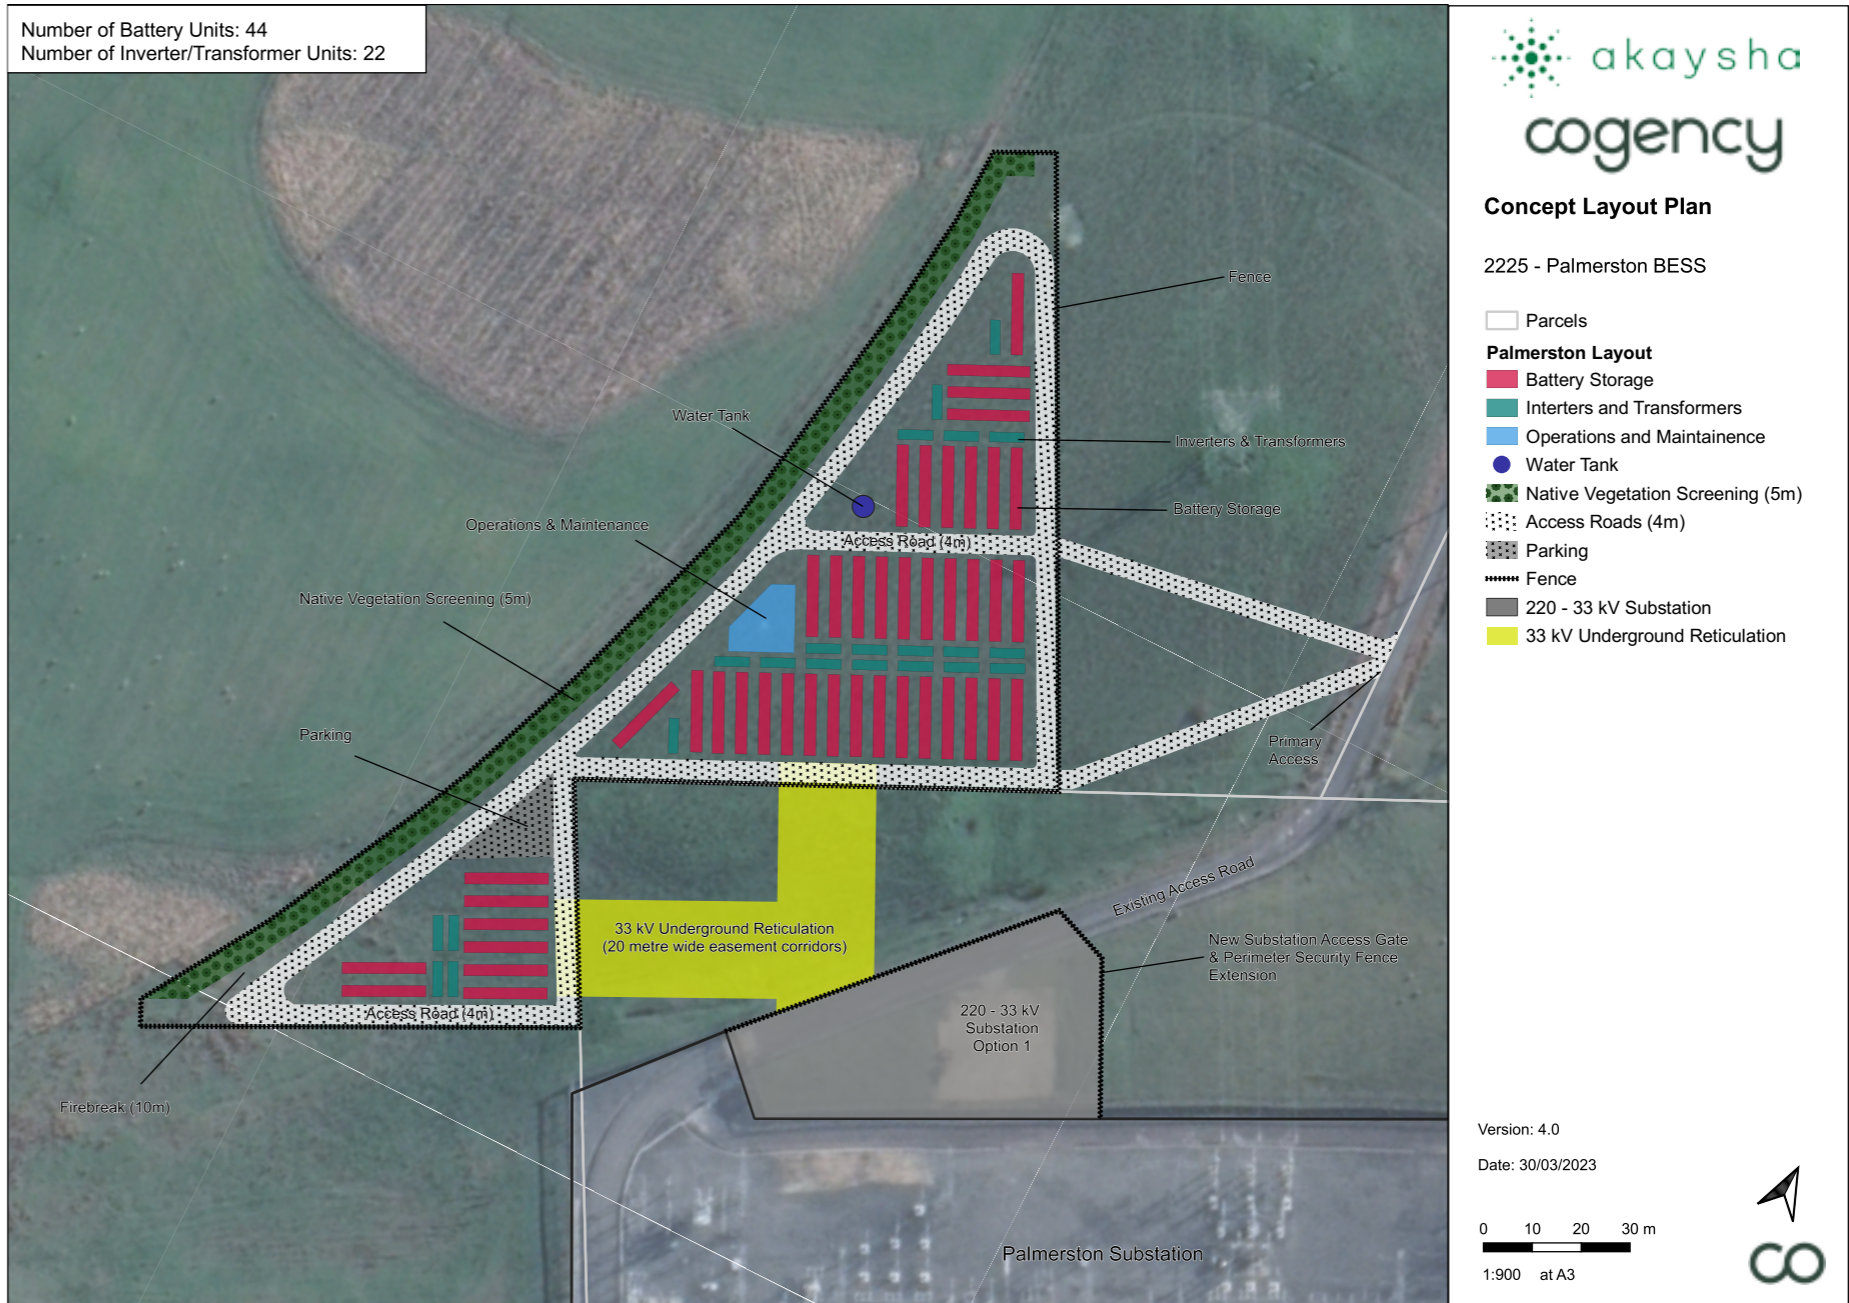 Number of Battery Units: 44
Number of Inverter/Transformer Units: 22
Fence
Water Tank
Inverters & Transformers
Battery Storage
Operations & Maintenance
Access Road (4m)
Native Vegetation Screening (5m)
Parking
Primary
Access
Existing Access Road
33 kV Underground Reticulation
(20 metre wide easement corridors)
New Substation Access Gate
& Perimeter Security Fence
Extension
220 - 33 kV
Substation
Option 1
Access Road (4m)
Firebreak (10m)
Palmerston Substation
akaysha
cogency
Concept Layout Plan
2225 - Palmerston BESS
Parcels
Palmerston Layout
Battery Storage
Interters and Transformers
Operations and Maintainence
Water Tank
Native Vegetation Screening (5m)
Access Roads (4m)
Parking
Fence
220 - 33 kV Substation
33 kV Underground Reticulation
Version: 4.0
Date: 30/03/2023
0 10 20 30 m
1:900 at A3
co